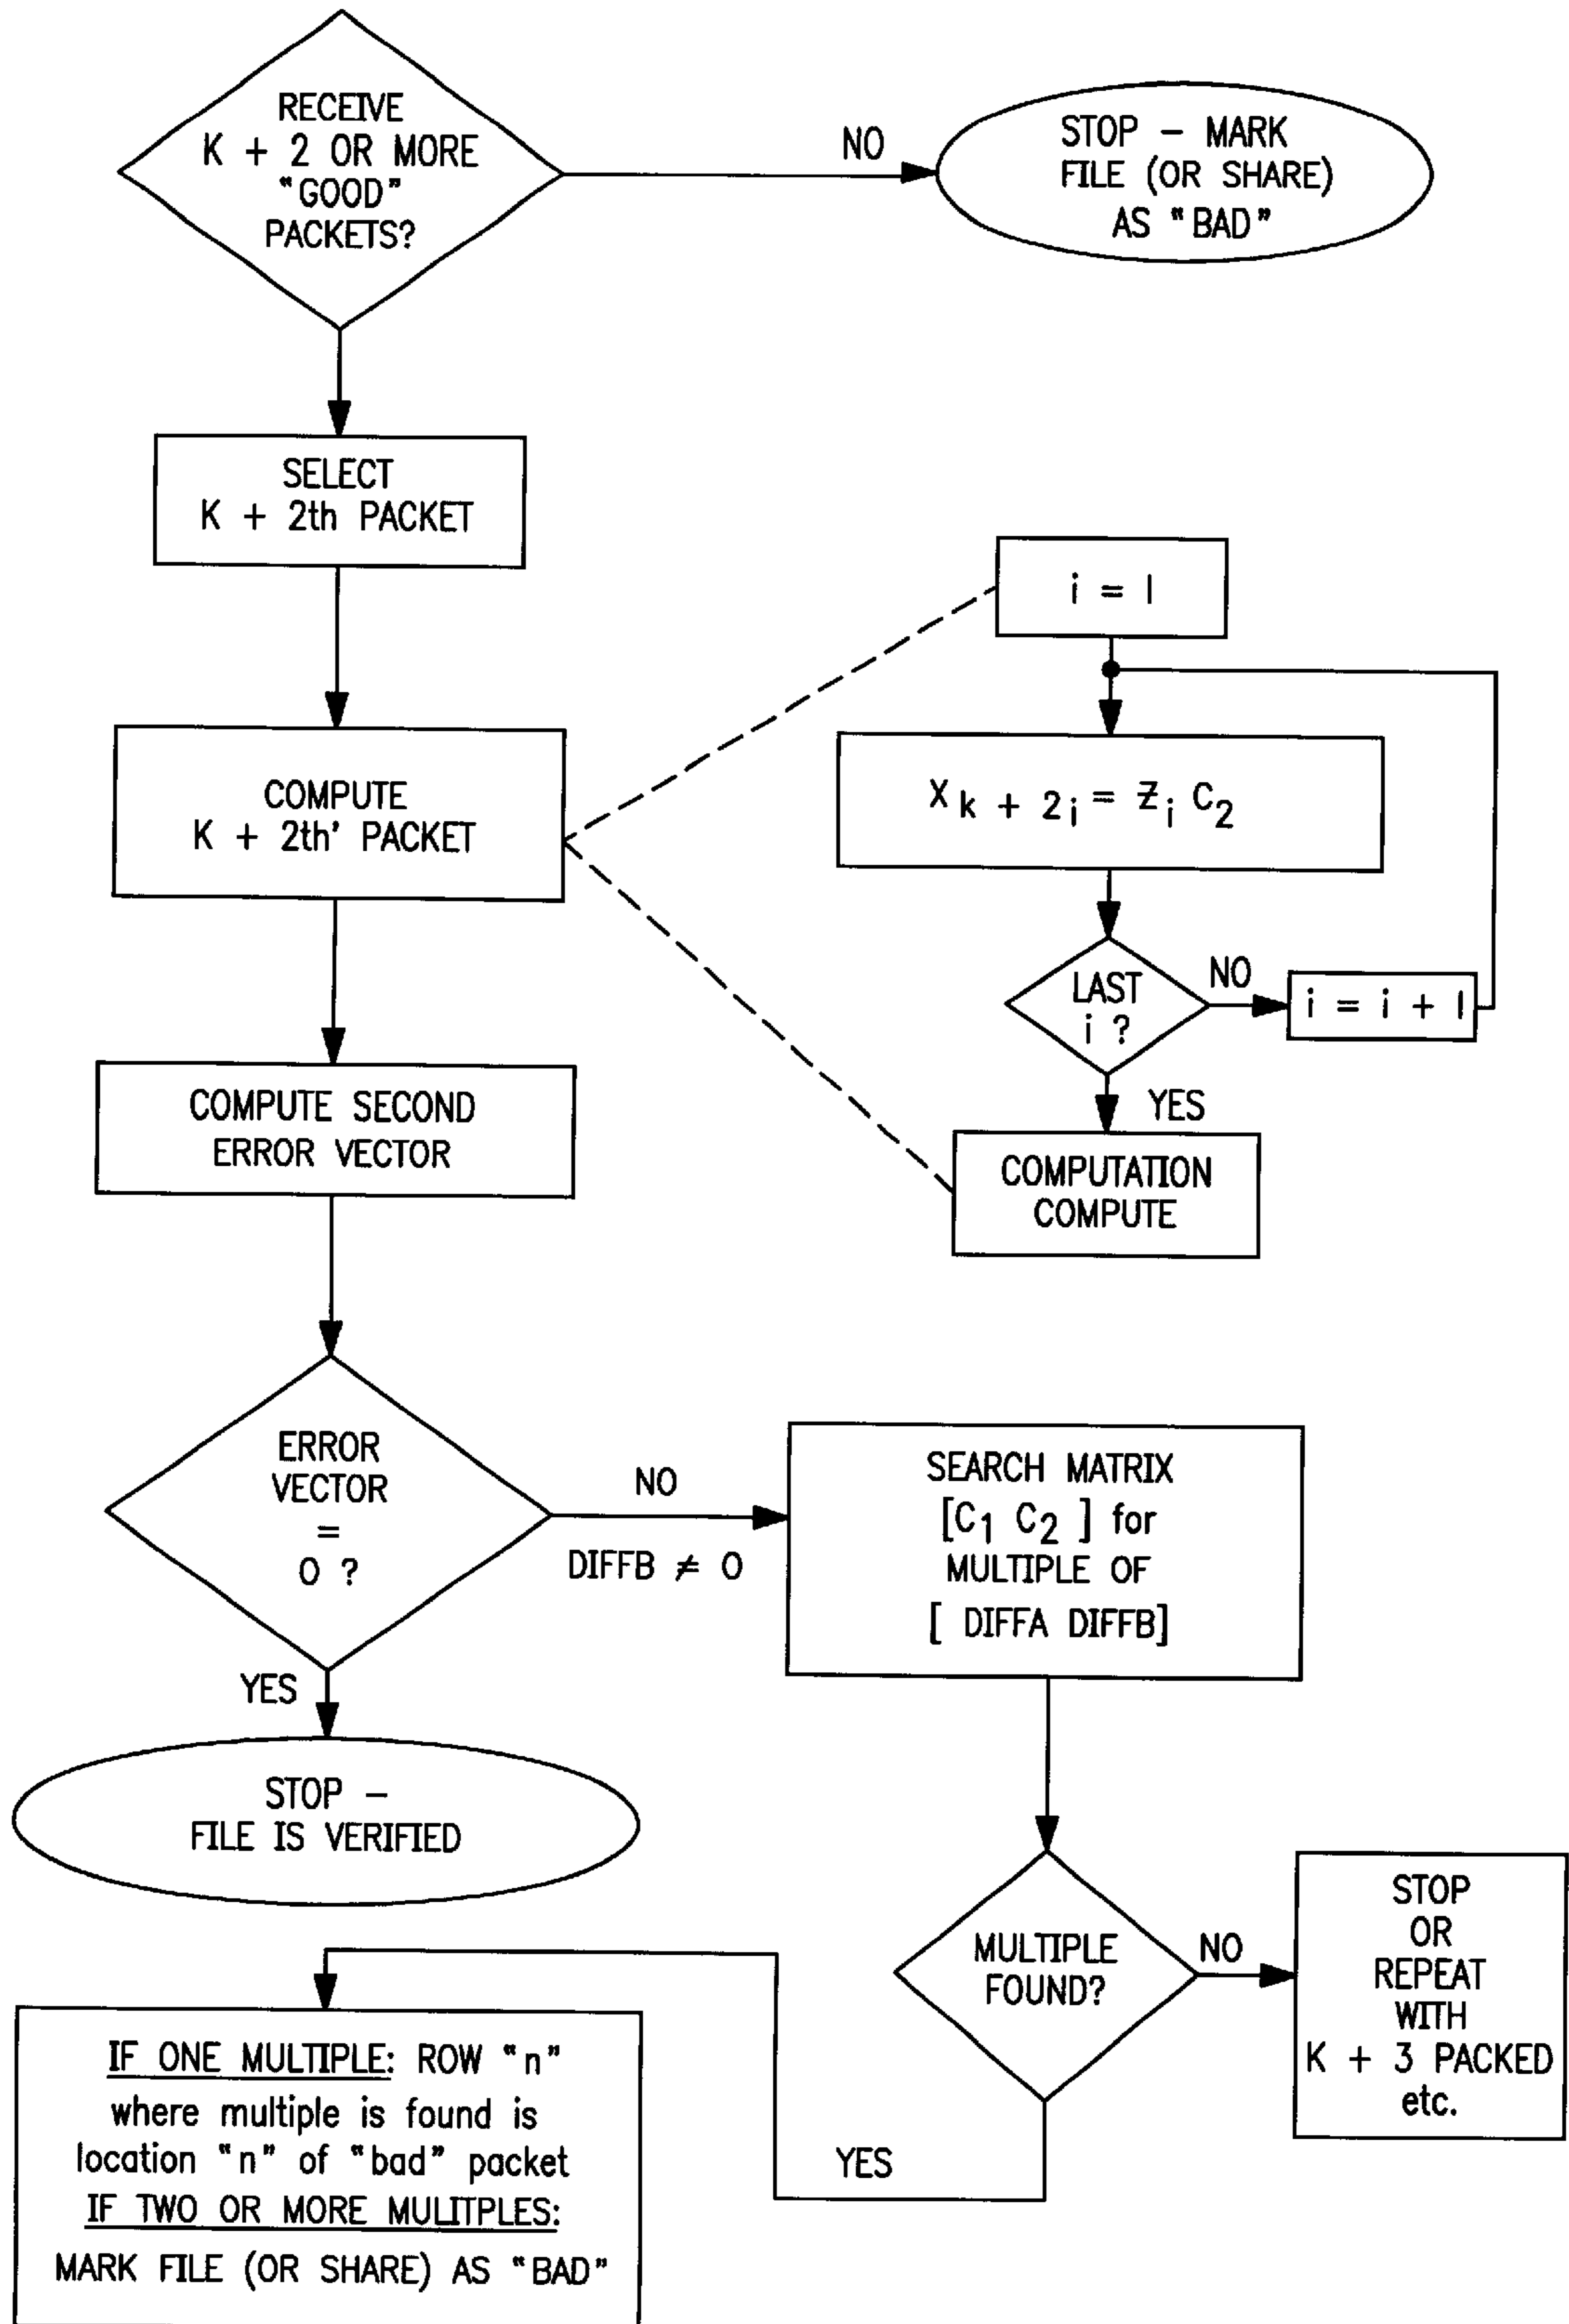 RECEIVE
K + 2 OR MORE
"GOOD"
PACKETS?
NO
STOP - MARK
FILE (OR SHARE)
AS "BAD"
SELECT
K + 2th PACKET
COMPUTE
K + 2th' PACKET
i = 1
X k + 2 i = Z i C 2
LAST
i ?
NO
i = i + 1
YES
COMPUTATION
COMPUTE
COMPUTE SECOND
ERROR VECTOR
ERROR
VECTOR
=
0 ?
NO
DIFFB ≠ 0
YES
STOP -
FILE IS VERIFIED
SEARCH MATRIX
[C1 C2 ] for
MULTIPLE OF
[ DIFFA DIFFB]
MULTIPLE
FOUND?
NO
STOP
OR
REPEAT
WITH
K + 3 PACKED
etc.
YES
IF ONE MULTIPLE: ROW "n"
where multiple is found is
location "n" of "bad" packet
IF TWO OR MORE MULITPLES:
MARK FILE (OR SHARE) AS "BAD"